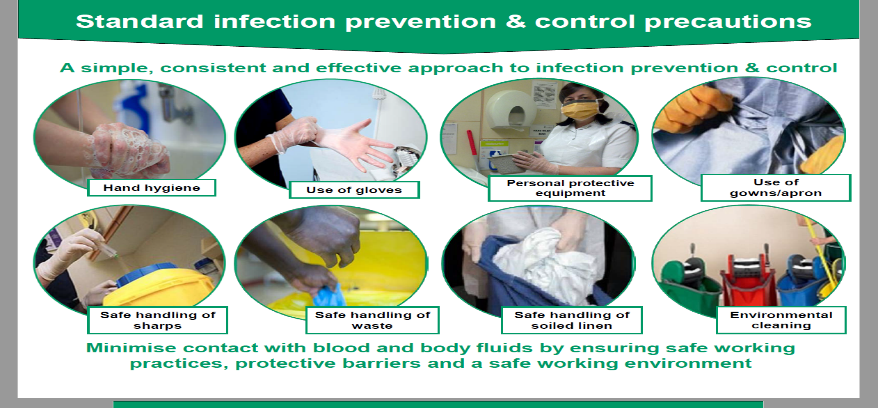 Standard infection prevention & control precautions
A simple, consistent and effective approach to infection prevention & control
Hand hygiene
Use of gloves
Personal protective
equipment
Use of
gowns/apron
Safe handling of
sharps
Safe handling of
waste
Safe handling of
soiled linen
Environmental
cleaning
Minimise contact with blood and body fluids by ensuring safe working
practices, protective barriers and a safe working environment